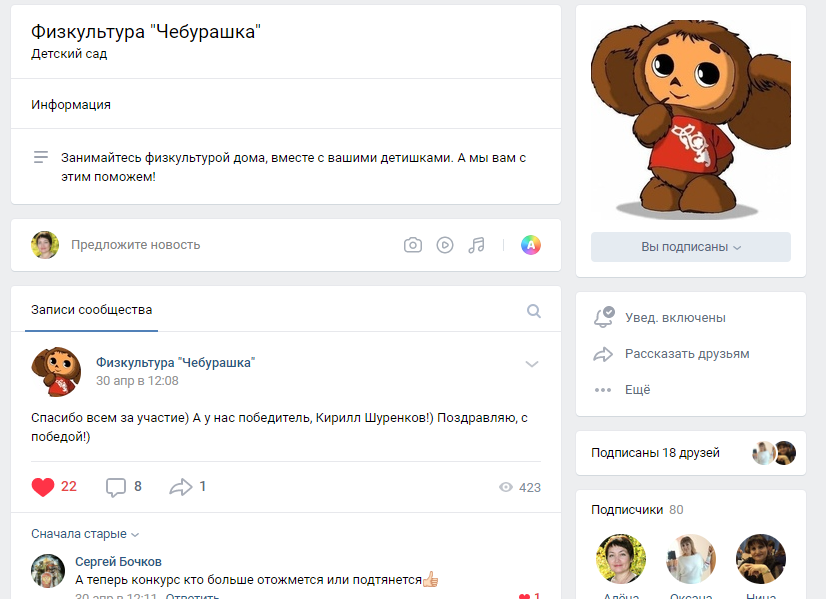 Физкультура "Чебурашка"
Детский сад
Информация
Занимайтесь физкультурой дома, вместе с вашими детишками. А мы вам с
этим поможем!
Предложите новость
A
Записи сообщества
Физкультура "Чебурашка"
30 апр в 12:08
Спасибо всем за участие) А у нас победитель, Кирилл Шуренков!) Поздравляю, с
победой!)
22 8 1 423
Сначала старые
Сергей Бочков
А теперь конкурс кто больше отожмется или подтянется
30 апр в 12:11 Ответить 1
Вы подписаны
Увед. включены
Рассказать друзьям
Ещё
Подписаны 18 друзей
Подписчики 80
Алёна Оксана Нина